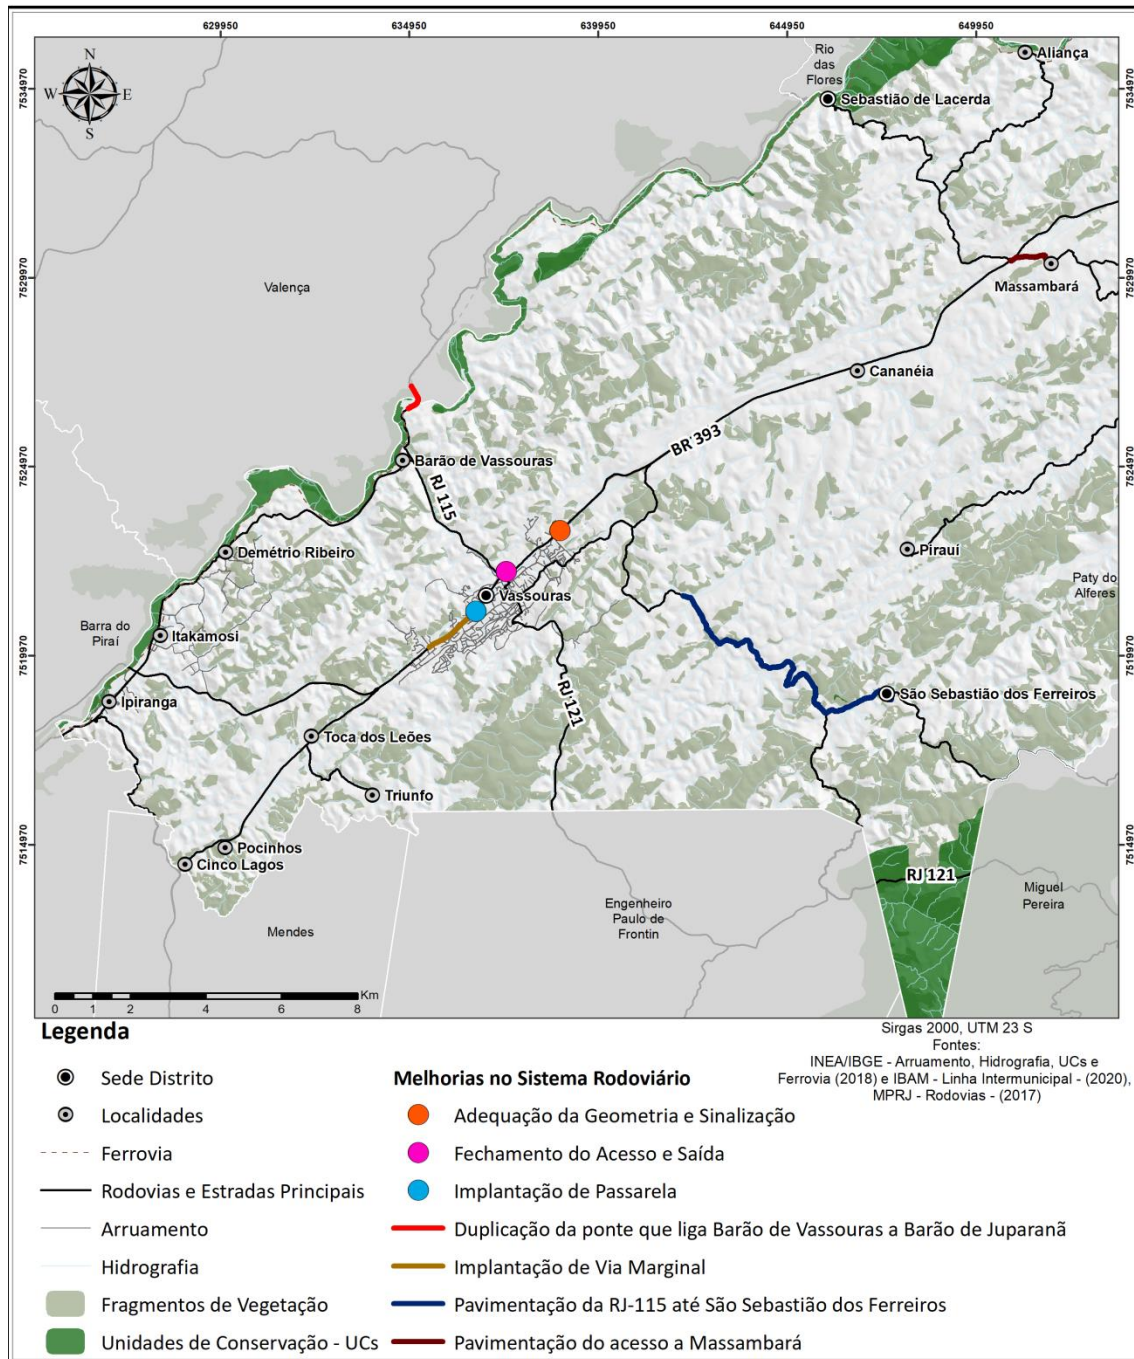 629950 634950 639950 644950 649950
N
W E
S
Rio
das
Flores
Aliança
7534970 7534970
Sebastião de Lacerda
7529970 7529970
Valença
Massambará
Cananéia
BR 393
7524970 7524970
Barão de Vassouras
RJ 115
Demétrio Ribeiro
Pirauí
Vassouras
Paty do
Alferes
Barra do
Piraí
Itakamosi
7519970 7519970
RJ 121
São Sebastião dos Ferreiros
Ipiranga
Toca dos Leões
Triunfo
7514970 7514970
Pocinhos
Cinco Lagos
RJ 121
Miguel
Pereira
Engenheiro
Paulo de
Frontin
Mendes
Km
0 1 2 4 6 8
Legenda
Sirgas 2000, UTM 23 S
Fontes:
INEA/IBGE - Arruamento, Hidrografia, UCs e
Ferrovia (2018) e IBAM - Linha Intermunicipal - (2020),
MPRJ - Rodovias - (2017)
Sede Distrito
Localidades
Ferrovia
Rodovias e Estradas Principais
Arruamento
Hidrografia
Fragmentos de Vegetação
Unidades de Conservação - UCs
Melhorias no Sistema Rodoviário
Adequação da Geometria e Sinalização
Fechamento do Acesso e Saída
Implantação de Passarela
Duplicação da ponte que liga Barão de Vassouras a Barão de Juparanã
Implantação de Via Marginal
Pavimentação da RJ-115 até São Sebastião dos Ferreiros
Pavimentação do acesso a Massambará